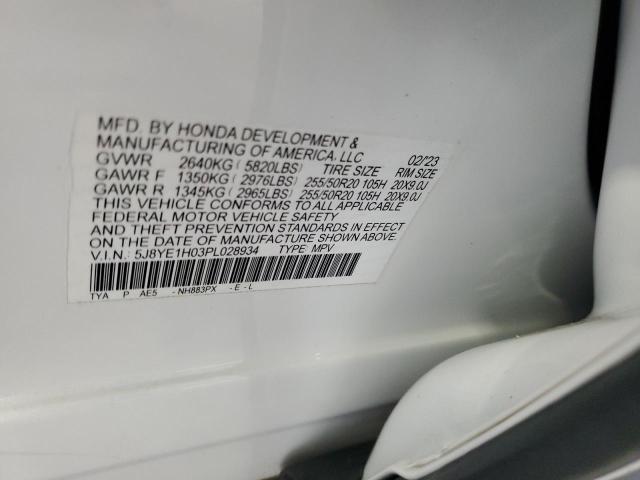 MFD. BY HONDA DEVELOPMENT &
MANUFACTURING OF AMERICA, LLC 02/23
GVWR 2640KG ( 5820LBS) TIRE SIZE RIM SIZE
GAWR F 1350KG ( 2976LBS) 255/50R20 105H 20X9.0J
GAWR R 1345KG ( 2965LBS) 255/50R20 105H 20X9.0J
THIS VEHICLE CONFORMS TO ALL APPLICABLE
FEDERAL MOTOR VEHICLE SAFETY
AND THEFT PREVENTION STANDARDS IN EFFECT
ON THE DATE OF MANUFACTURE SHOWN ABOVE.
V.I.N.: 5J8YE1H03PL028934 TYPE MPV
TYA P AE5 -NH883PX -E-L